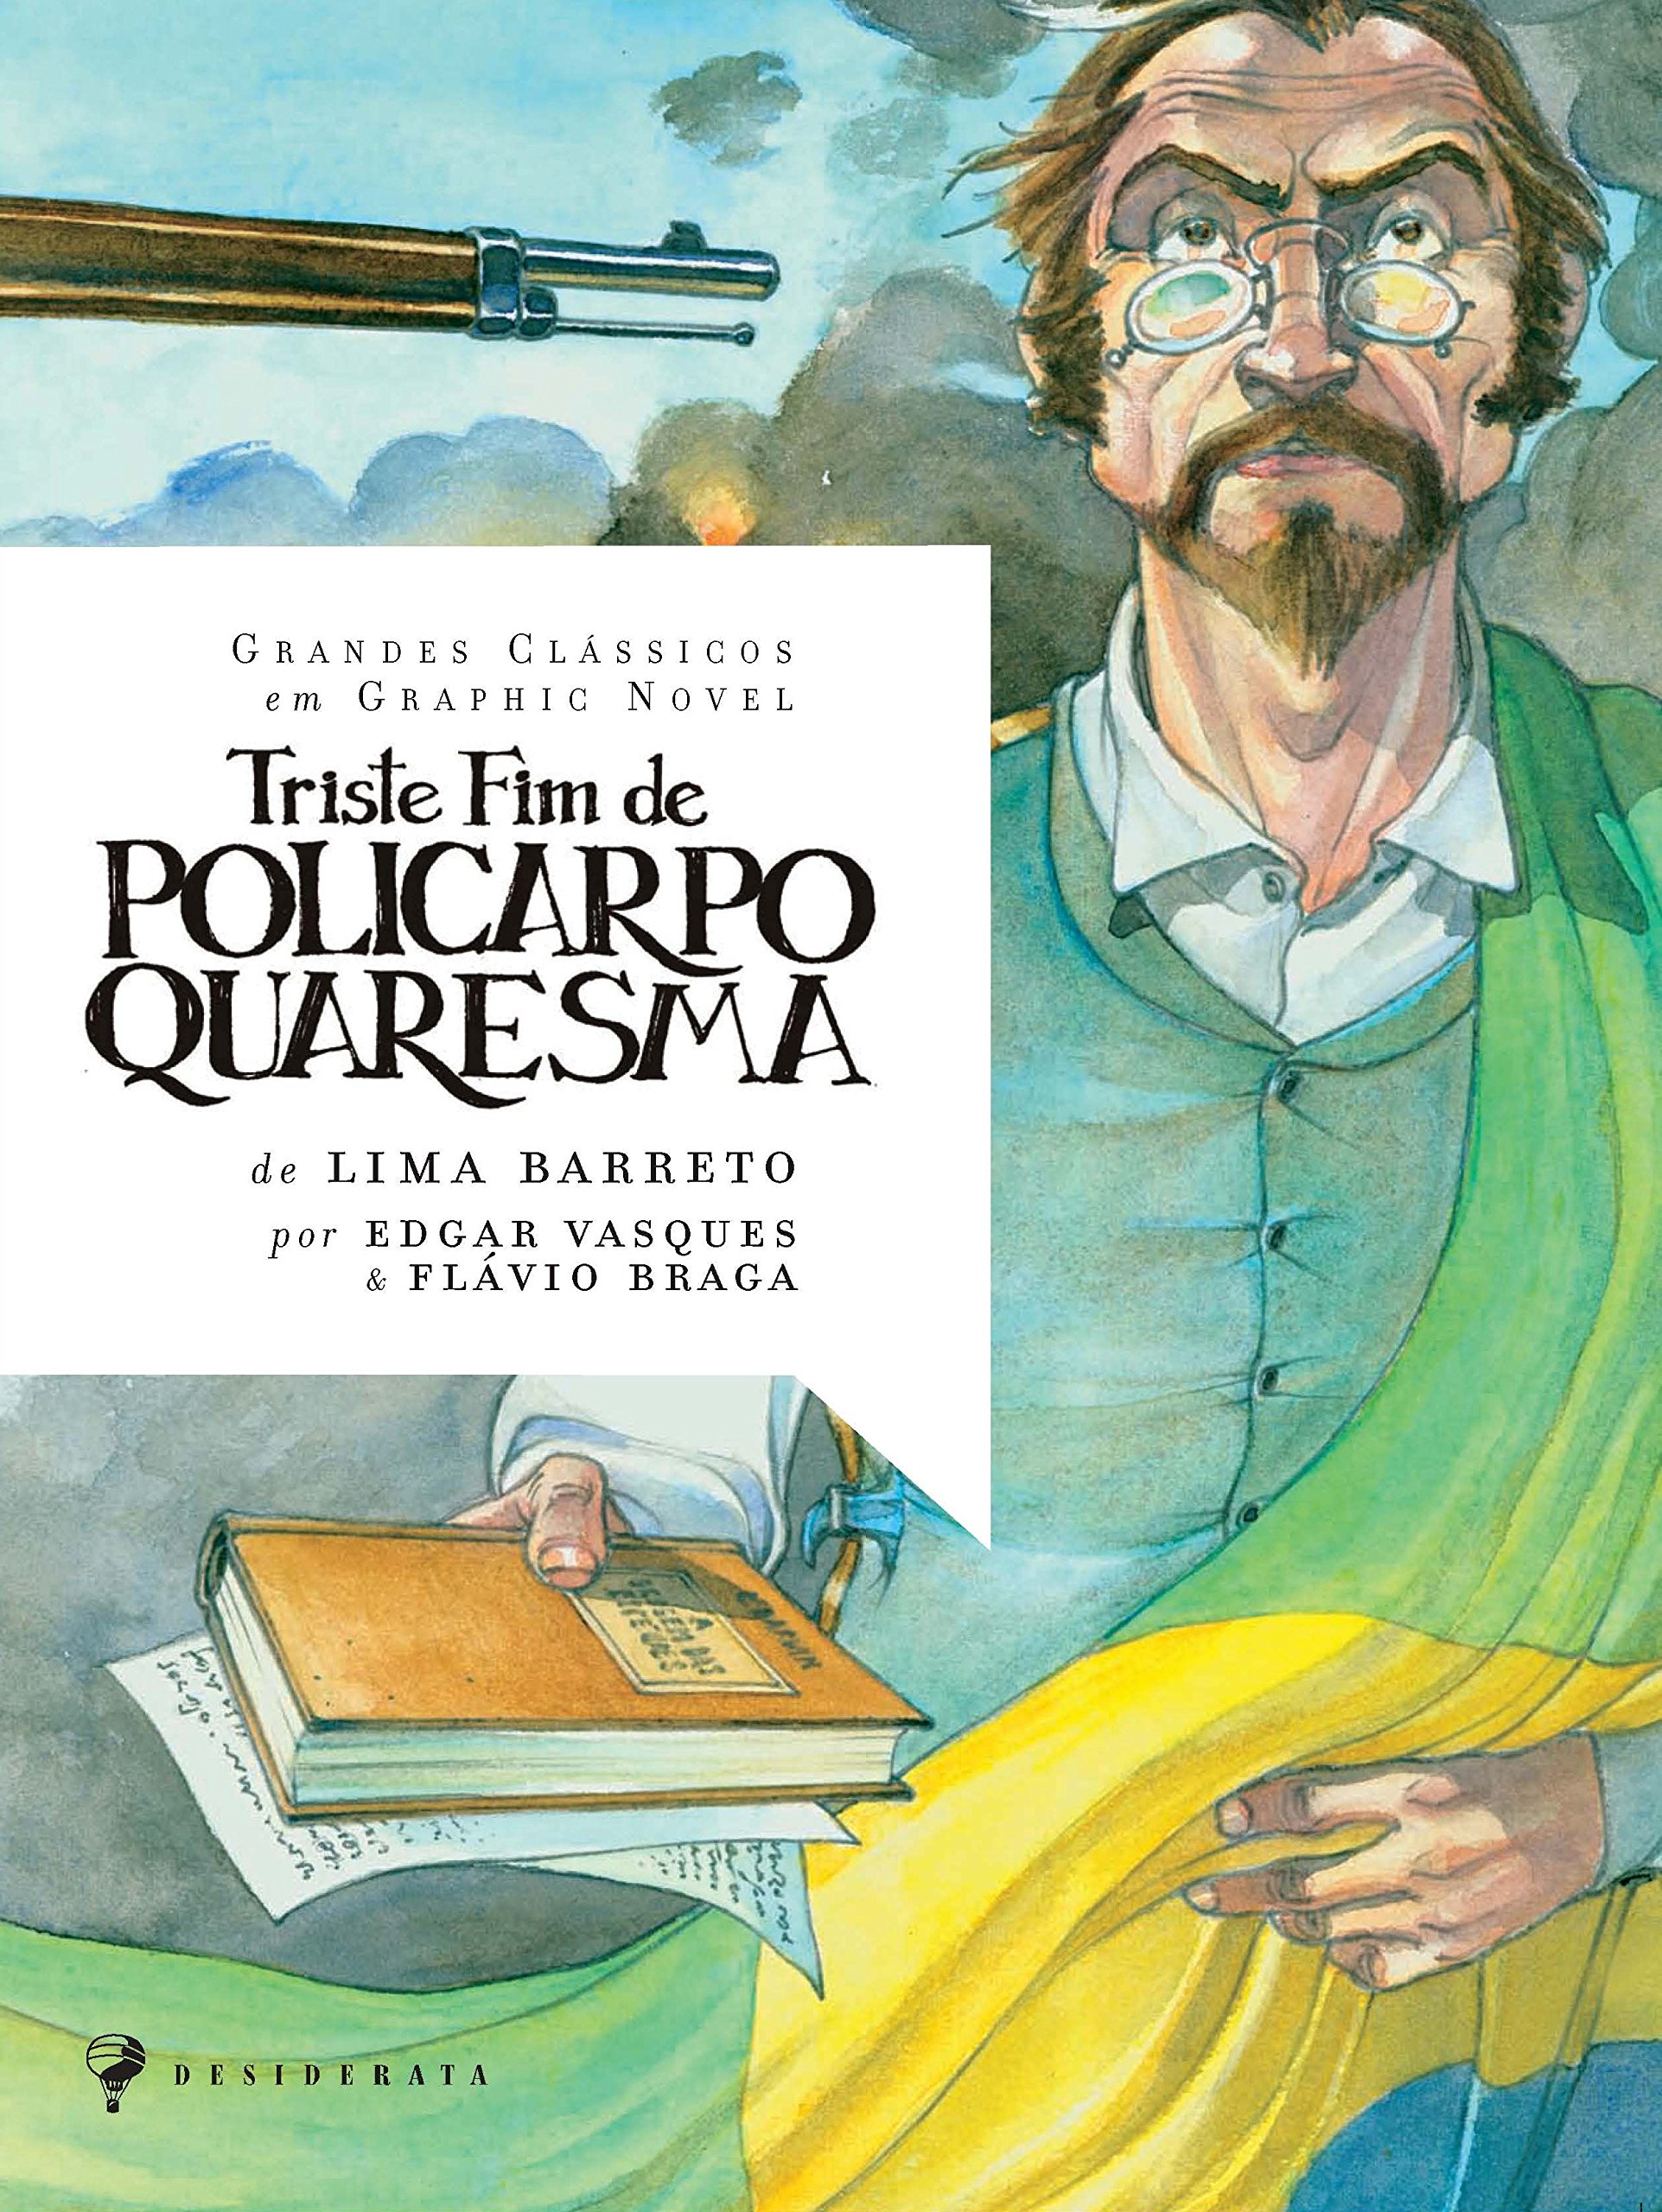 GRANDES CLÁSSICOS
em GRAPHIC NOVEL
Triste Fim de
POLICARPO
QUARESMA
de LIMA BARRETO
por EDGAR VASQUES
& FLÁVIO BRAGA
DESIDERATA